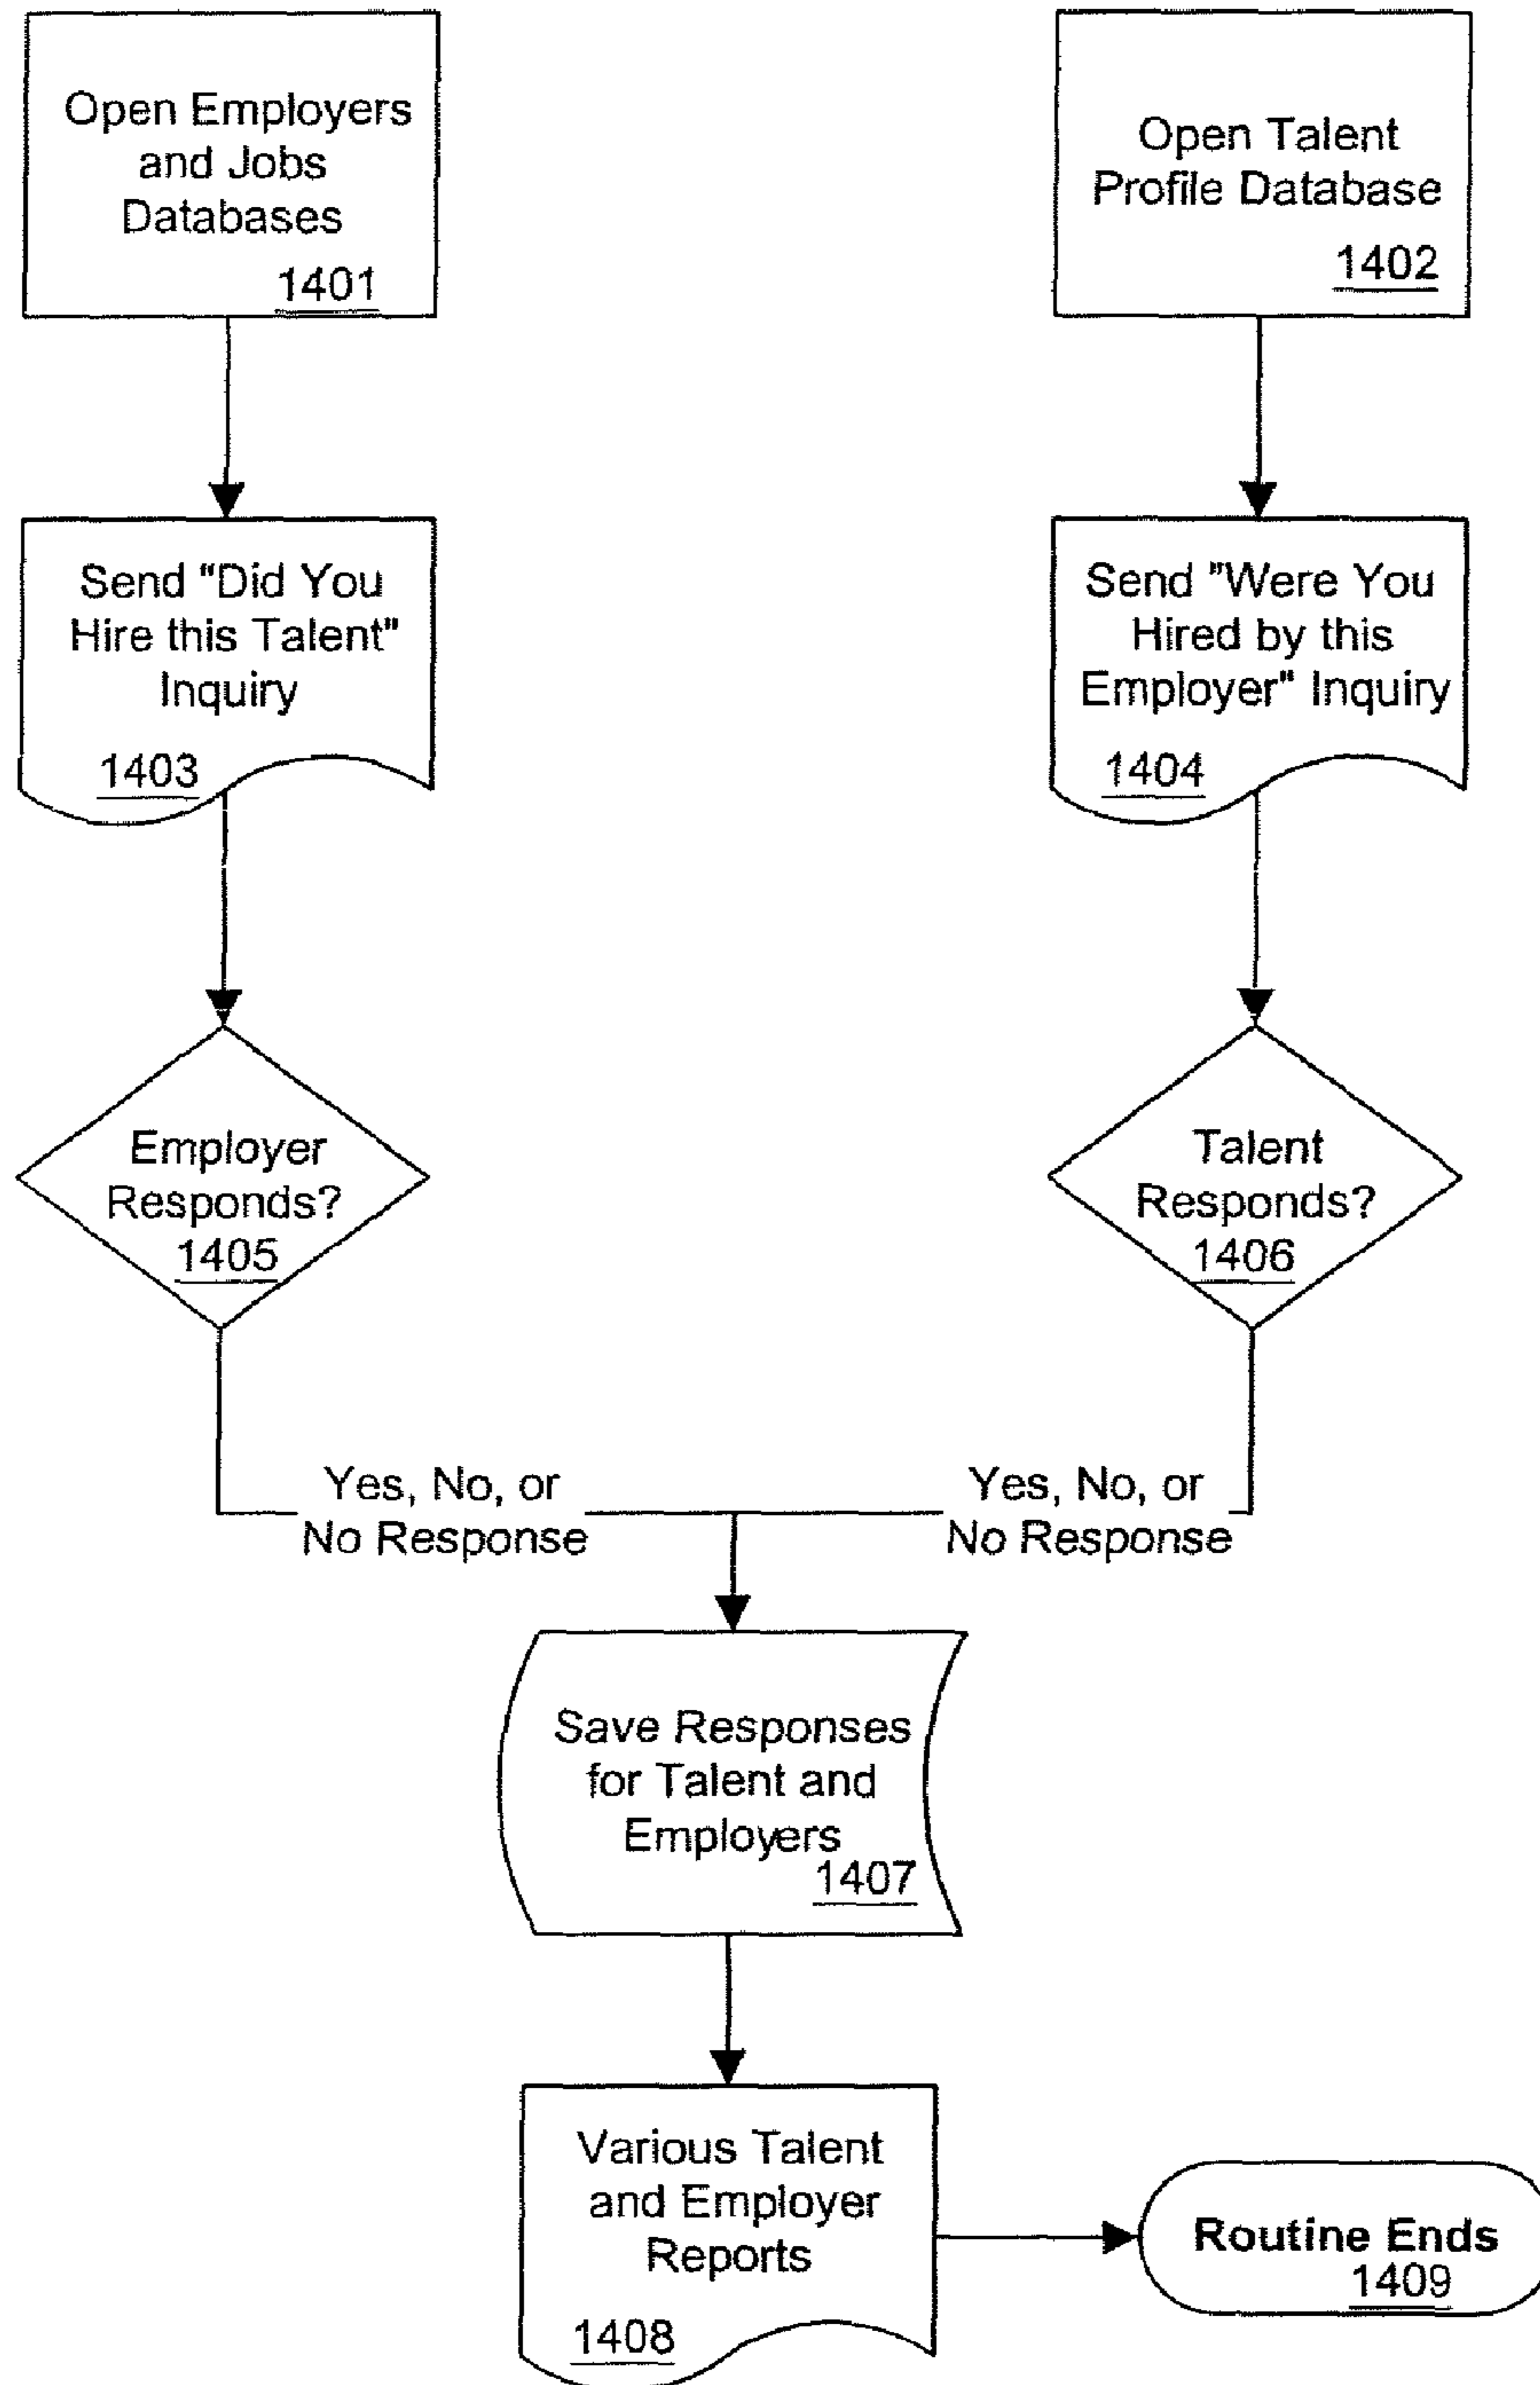 Open Employers
and Jobs
Databases
1401
Open Talent
Profile Database
1402
Send "Did You
Hire this Talent"
Inquiry
1403
Send "Were You
Hired by this
Employer" Inquiry
1404
Employer
Responds?
1405
Talent
Responds?
1406
Yes, No, or
No Response
Yes, No, or
No Response
Save Responses
for Talent and
Employers
1407
Various Talent
and Employer
Reports
1408
Routine Ends
1409